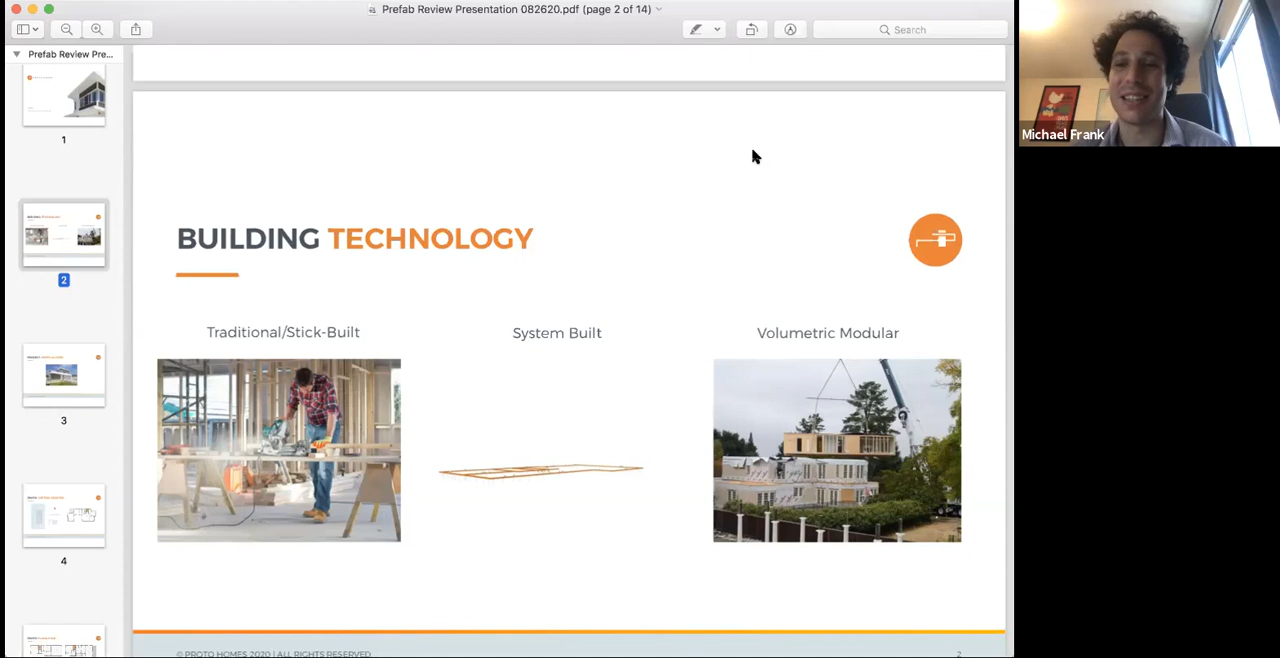 Prefab Review Presentation 082620.pdf (page 2 of 14)
Search
Prefab Review Pre...
1
2
3
4
BUILDING TECHNOLOGY
Traditional/Stick-Built
System Built
Volumetric Modular
© PROTO HOMES 2020 | ALL RIGHTS RESERVED
2
Michael Frank